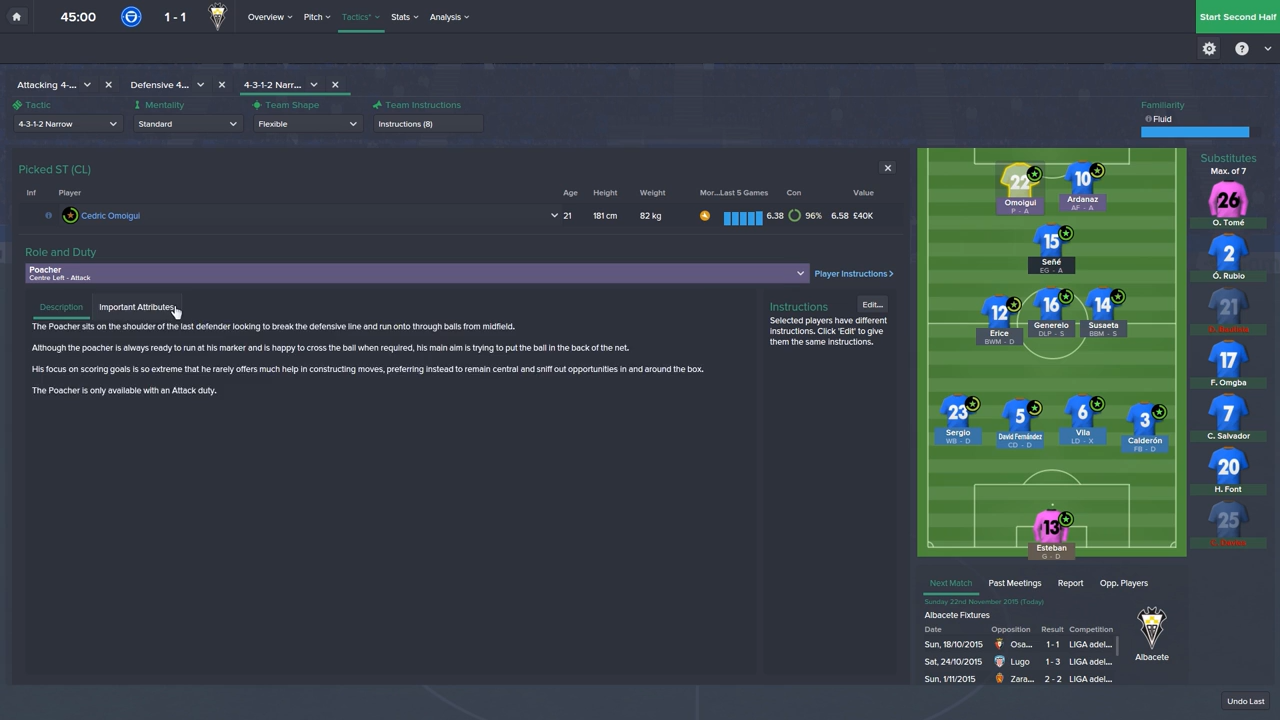 45:00
1 - 1
Overview
Pitch
Tactics*
Stats
Analysis
Start Second Half
?
Attacking 4-...
Defensive 4...
4-3-1-2 Narr...
Tactic
Mentality
Team Shape
Team Instructions
Familiarity
4-3-1-2 Narrow
Standard
Flexible
Instructions (8)
Fluid
Picked ST (CL)
Inf
Player
Age
Height
Weight
Mor...
Last 5 Games
Con
Value
Cedric Omoigui
21
181 cm
82 kg
6.38
96%
6.58
£40K
Role and Duty
Poacher
Centre Left - Attack
Player Instructions >
Description
Important Attributes
The Poacher sits on the shoulder of the last defender looking to break the defensive line and run onto through balls from midfield.
Although the poacher is always ready to run at his marker and is happy to cross the ball when required, his main aim is trying to put the ball in the back of the net.
His focus on scoring goals is so extreme that he rarely offers much help in constructing moves, preferring instead to remain central and sniff out opportunities in and around the box.
The Poacher is only available with an Attack duty.
Instructions
Edit...
Selected players have different
instructions. Click 'Edit' to give
them the same instructions.
22
Omoigui
P - A
10
Ardanaz
AF - A
15
Señé
EG - A
12
Erice
BWM - D
16
Generelo
DLP - S
14
Susaeta
BBM - S
23
Sergio
WB - D
5
David Fernández
CD - D
6
Vila
LD - X
3
Calderón
FB - D
13
Esteban
G - D
Substitutes
Max. of 7
26
O. Tomé
2
Ó. Rubio
21
17
F. Omgba
7
C. Salvador
20
H. Font
25
Next Match
Past Meetings
Report
Opp. Players
Sunday 22nd November 2015 (Today)
Albacete Fixtures
Date
Opposition
Result
Competition
Sun, 18/10/2015
Osa...
1 - 1
LIGA adel...
Sat, 24/10/2015
Lugo
1 - 3
LIGA adel...
Sun, 1/11/2015
Zara...
2 - 2
LIGA adel...
Albacete
Undo Last